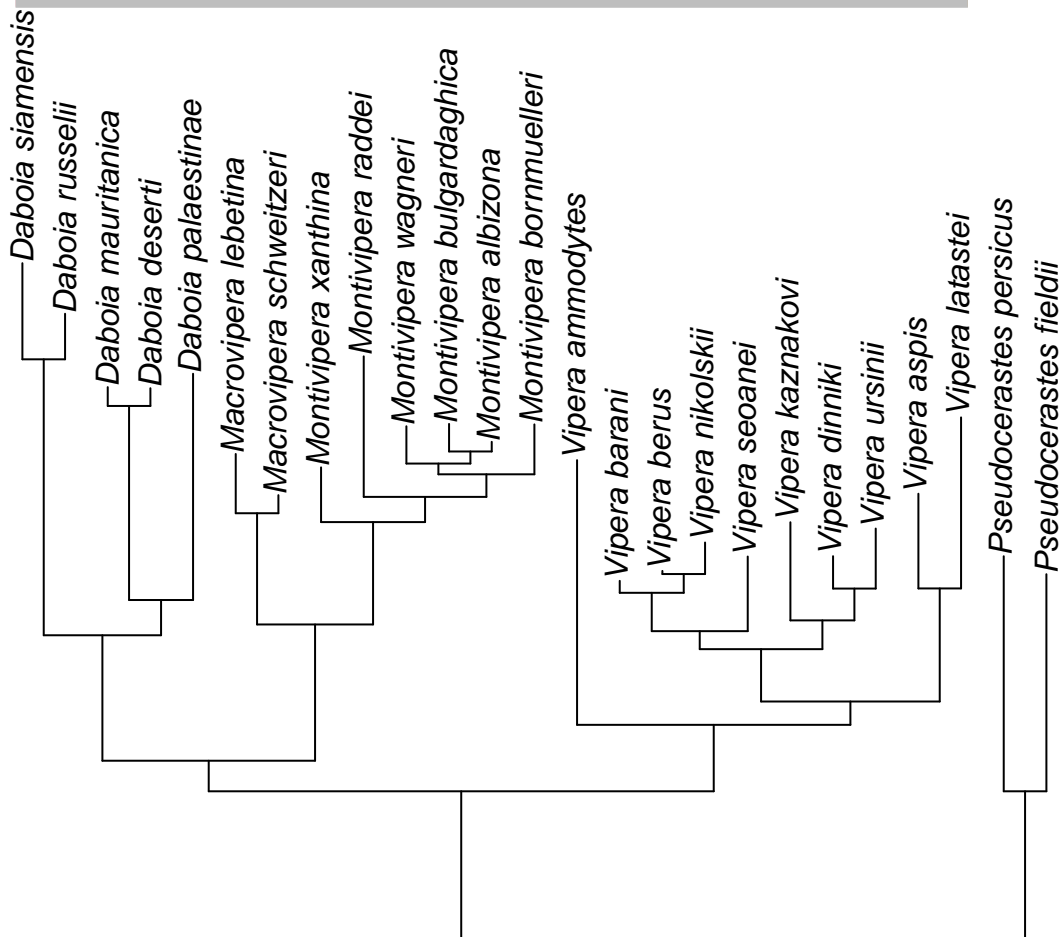 Daboia siamensis
Daboia russelii
Daboia mauritanica
Daboia deserti
Daboia palaestinae
Macrovipera lebetina
Macrovipera schweitzeri
Montivipera xanthina
Montivipera raddei
Montivipera wagneri
Montivipera bulgardaghica
Montivipera albizona
Montivipera bornmuelleri
Vipera ammodytes
Vipera barani
Vipera berus
Vipera nikolskii
Vipera seoanei
Vipera kaznakovi
Vipera dinniki
Vipera ursinii
Vipera aspis
Vipera latastei
Pseudocerastes persicus
Pseudocerastes fieldii